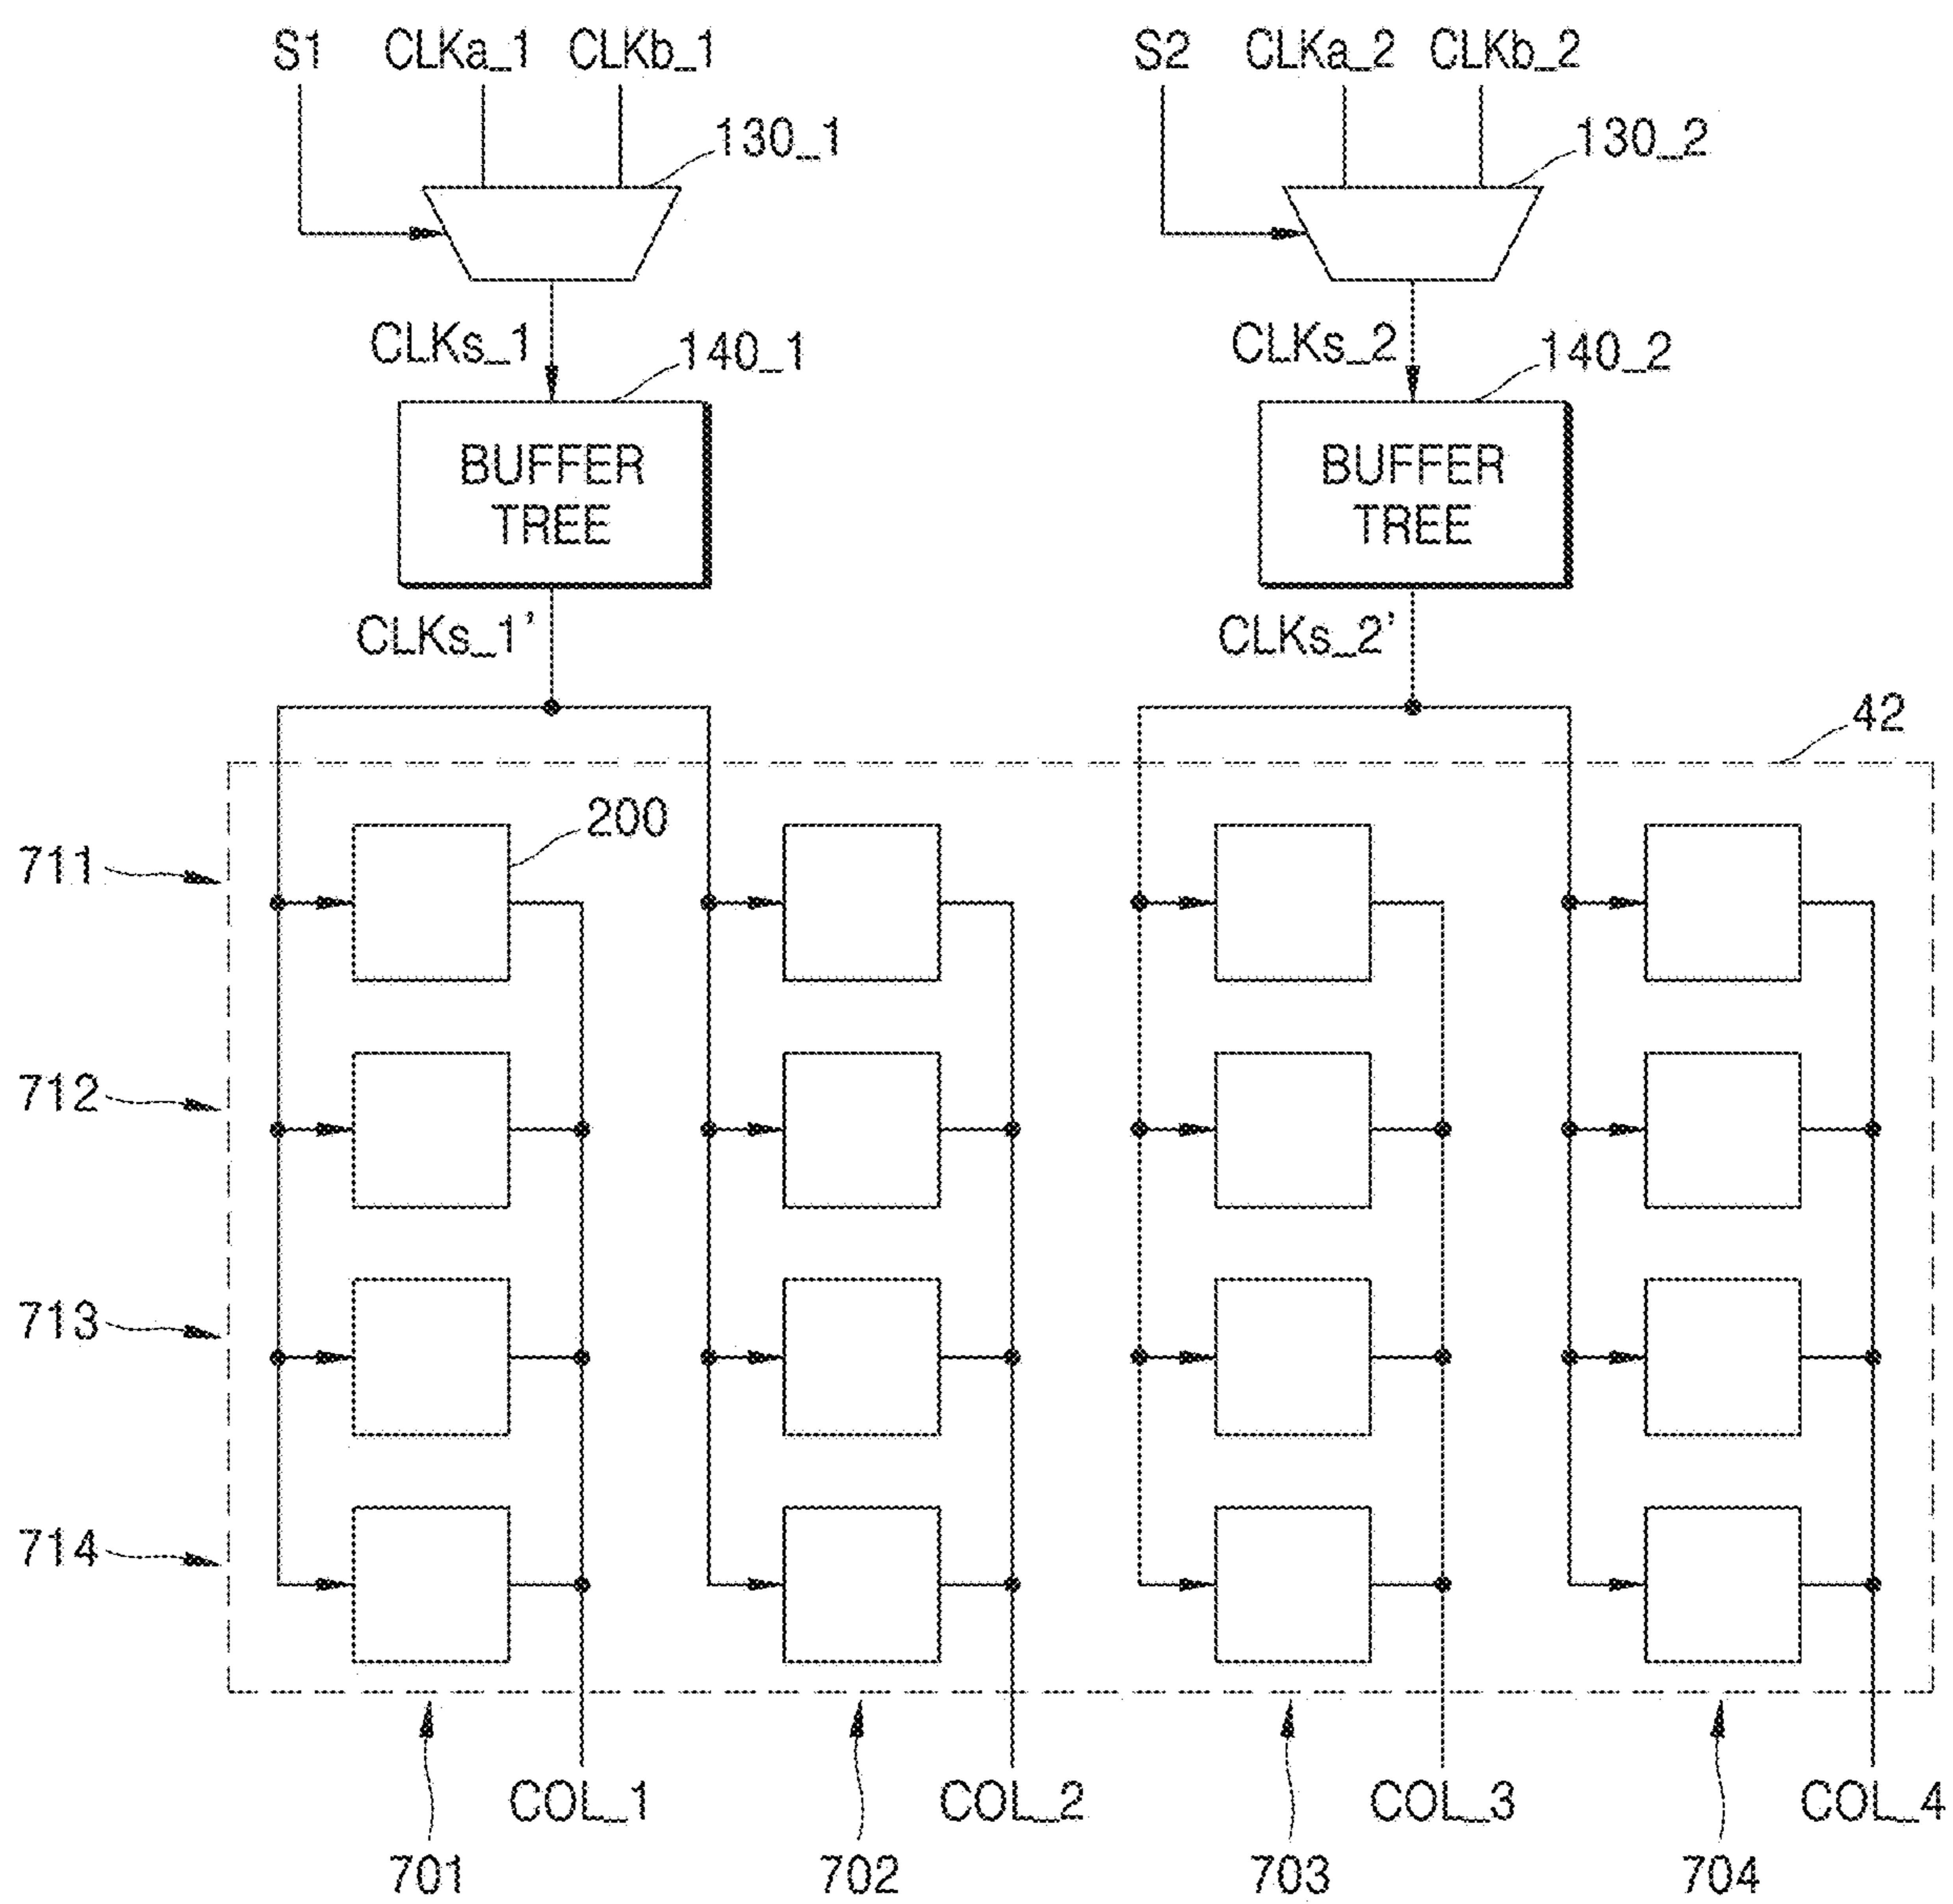 S1 CLKa_1 CLKb_1 S2 CLKa_2 CLKb_2
130_1 130_2
CLKs_1 140_1 CLKs_2 140_2
BUFFER TREE
BUFFER TREE
CLKs_1' CLKs_2'
42
200
711
712
713
714
COL_1 COL_2 COL_3 COL_4
701 702 703 704